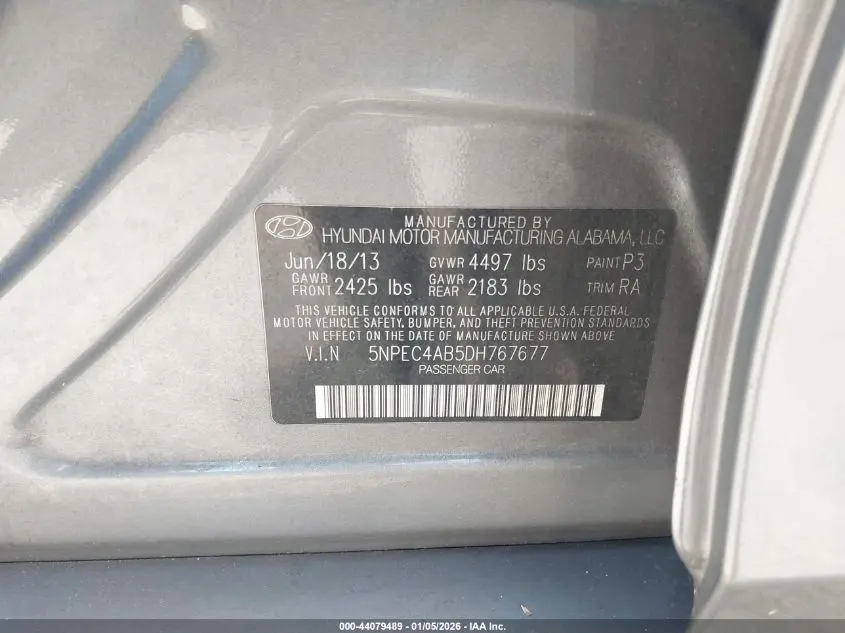 MANUFACTURED BY
HYUNDAI MOTOR MANUFACTURING ALABAMA, LLC
Jun/18/13 GVWR 4497 lbs PAINT P3
GAWR FRONT 2425 lbs GAWR REAR 2183 lbs TRIM RA
THIS VEHICLE CONFORMS TO ALL APPLICABLE U.S.A. FEDERAL
MOTOR VEHICLE SAFETY, BUMPER, AND THEFT PREVENTION STANDARDS
IN EFFECT ON THE DATE OF MANUFACTURE SHOWN ABOVE
V.I.N 5NPEC4AB5DH767677
PASSENGER CAR
000-44079489 - 01/05/2026 - IAA Inc.